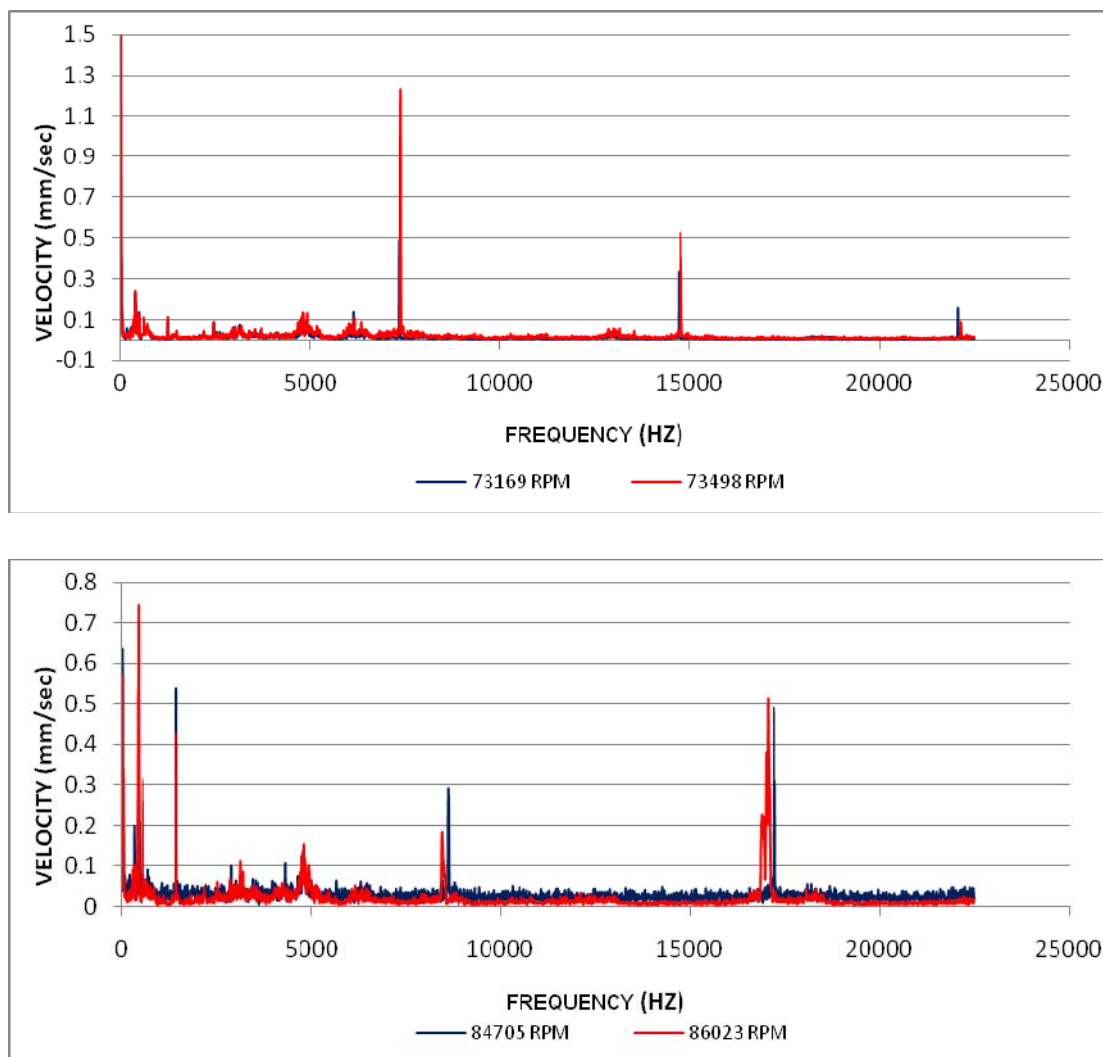 1.5
1.3
1.1
0.9
0.7
0.5
0.3
0.1
-0.1
VELOCITY (mm/sec)
0 5000 10000 15000 20000 25000
FREQUENCY (HZ)
73169 RPM 73498 RPM
0.8
0.7
0.6
0.5
0.4
0.3
0.2
0.1
0
VELOCITY (mm/sec)
0 5000 10000 15000 20000 25000
FREQUENCY (HZ)
84705 RPM 86023 RPM